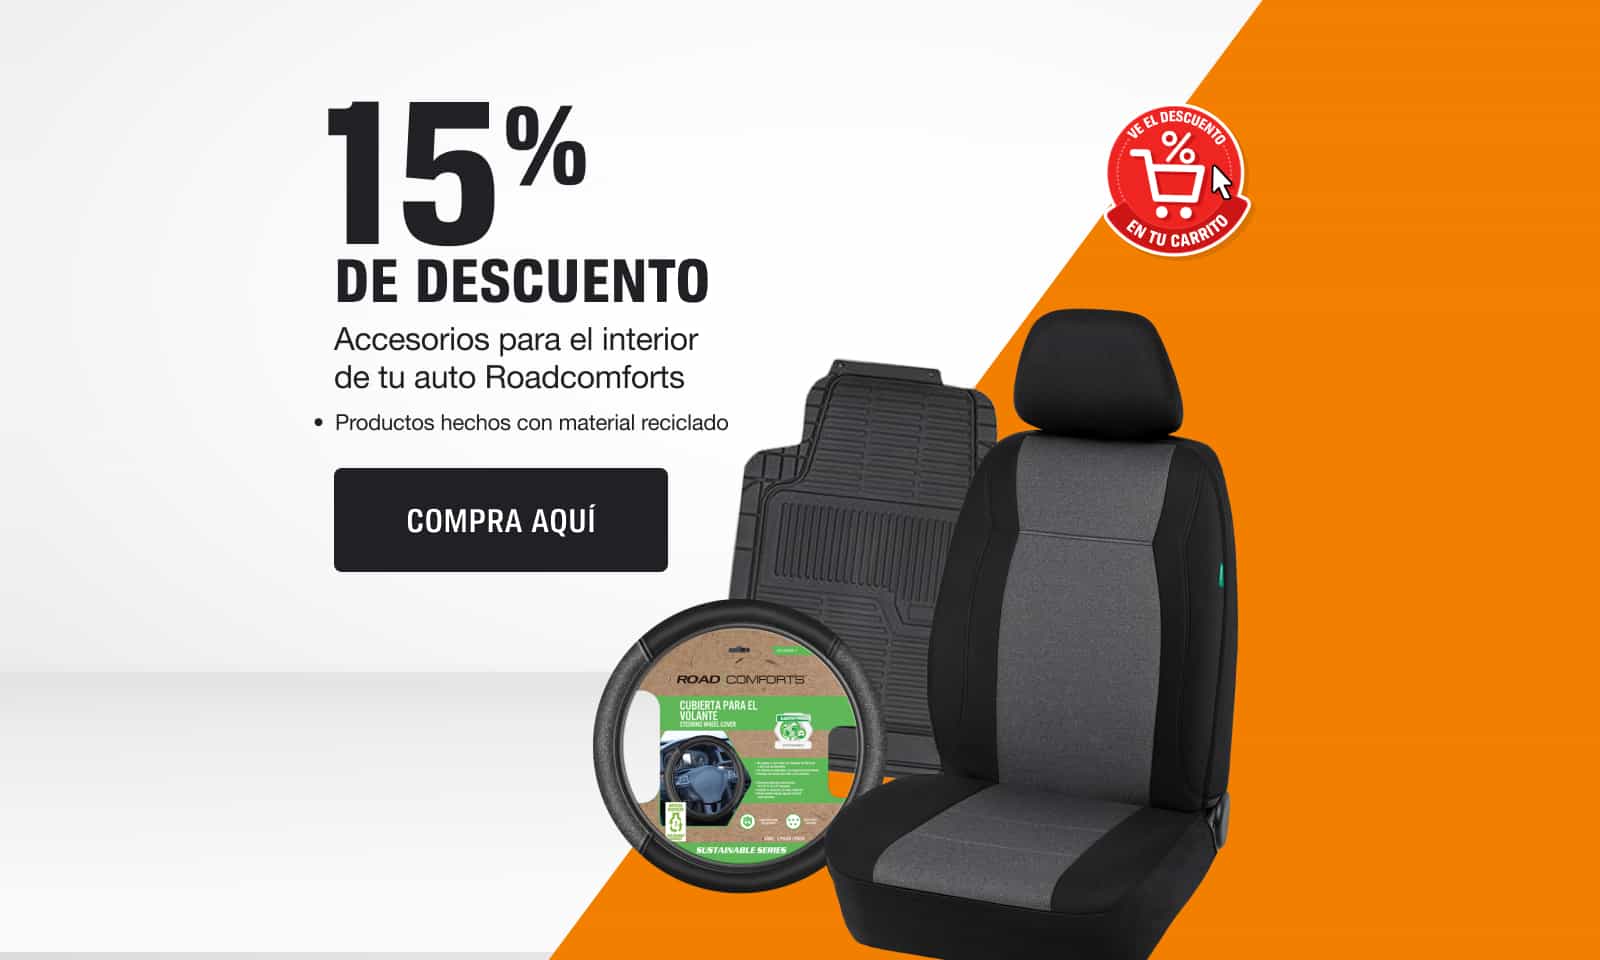 15%
DE DESCUENTO
Accesorios para el interior
de tu auto Roadcomforts
• Productos hechos con material reciclado
COMPRA AQUÍ
VE EL DESCUENTO
%
EN TU CARRITO
ROAD COMFORTS
CUBIERTA PARA EL
VOLANTE
STEERING WHEEL COVER
SUSTAINABLE SERIES